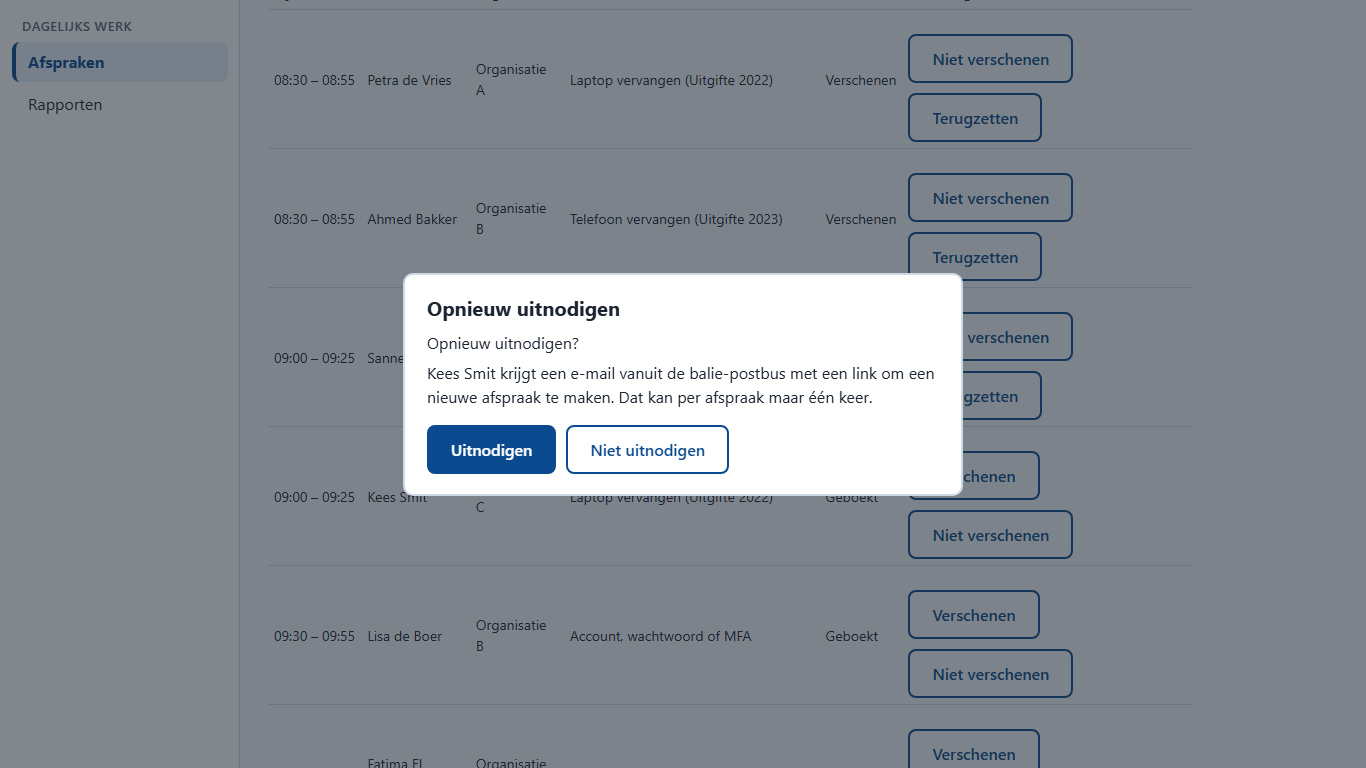 DAGELIJKS WERK
Afspraken
Rapporten
08:30 – 08:55 Petra de Vries Organisatie A Laptop vervangen (Uitgifte 2022) Verschenen
Niet verschenen
Terugzetten
08:30 – 08:55 Ahmed Bakker Organisatie B Telefoon vervangen (Uitgifte 2023) Verschenen
Niet verschenen
Terugzetten
09:00 – 09:25 Sanne
verschenen
gzetten
Opnieuw uitnodigen
Opnieuw uitnodigen?
Kees Smit krijgt een e-mail vanuit de balie-postbus met een link om een
nieuwe afspraak te maken. Dat kan per afspraak maar één keer.
Uitnodigen
Niet uitnodigen
09:00 – 09:25 Kees Smit C Laptop vervangen (Uitgifte 2022) Geboekt
chenen
Niet verschenen
09:30 – 09:55 Lisa de Boer Organisatie B Account, wachtwoord of MFA Geboekt
Verschenen
Niet verschenen
Fatima El Organisatie
Verschenen